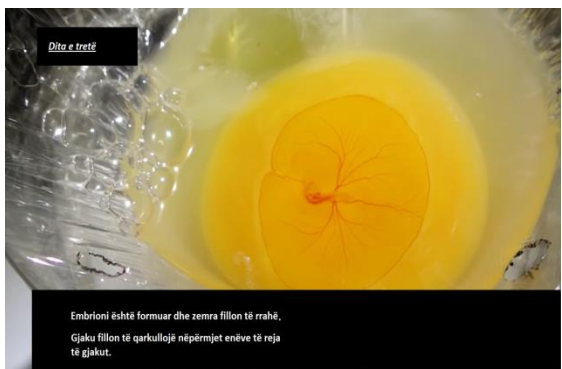 Dita e tretë
Embrioni është formuar dhe zemra fillon të rrahë.
Gjaku fillon të qarkullojë nëpërmjet enëve të reja
të gjakut.